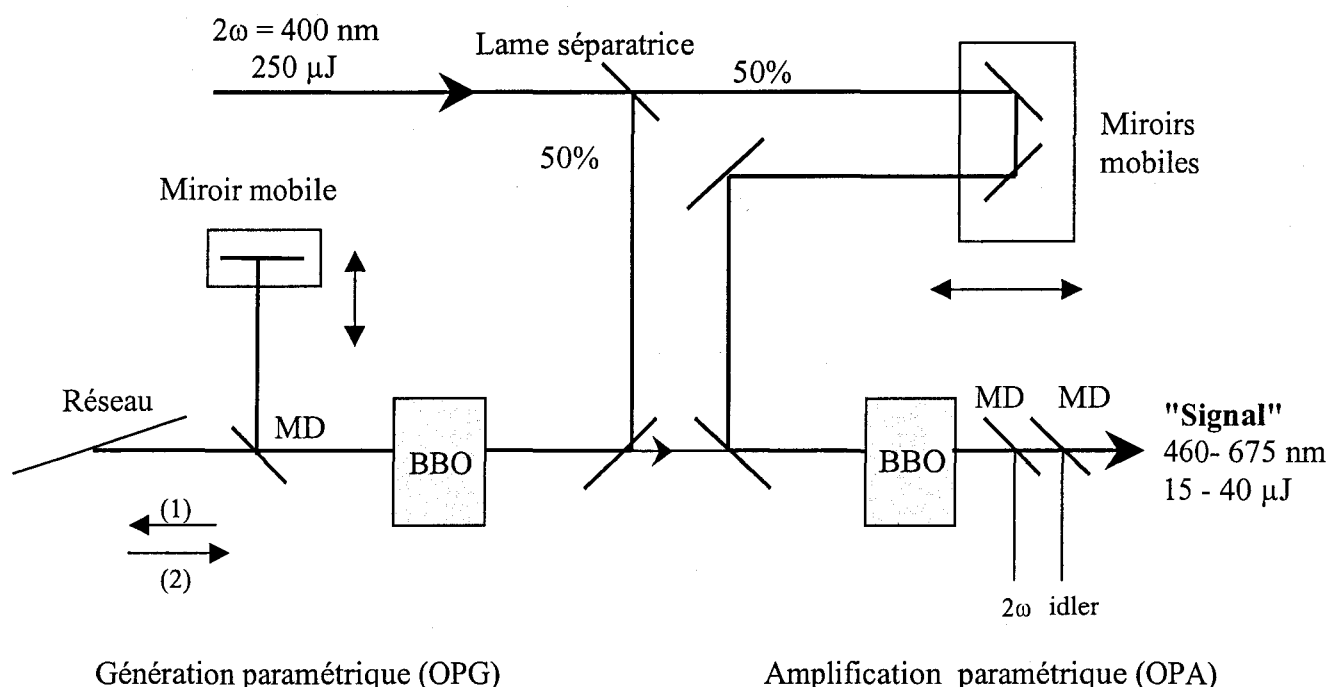 2ω = 400 nm
250 µJ
Lame séparatrice
50%
50%
Miroirs
mobiles
Miroir mobile
Réseau
MD
BBO
BBO
MD
MD
"Signal"
460- 675 nm
15 - 40 µJ
(1)
(2)
2ω idler
Génération paramétrique (OPG)
Amplification paramétrique (OPA)